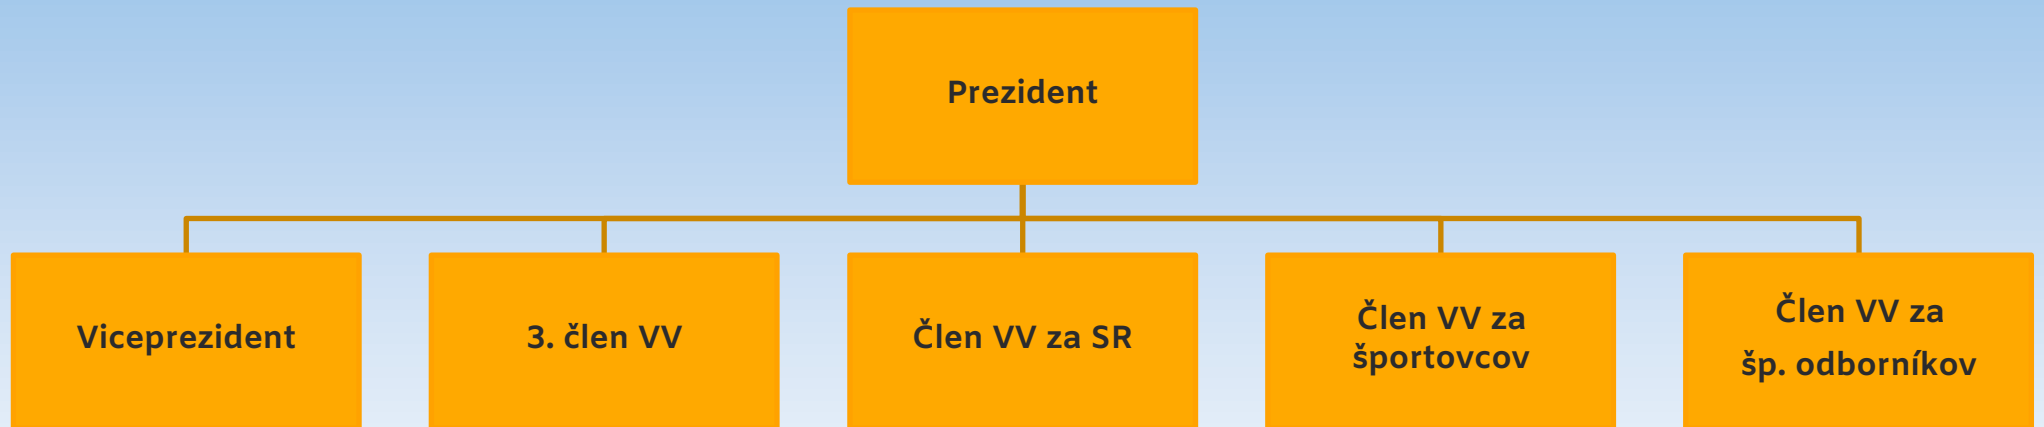 Prezident
Viceprezident
3. člen VV
Člen VV za SR
Člen VV za
športovcov
Člen VV za
šp. odborníkov